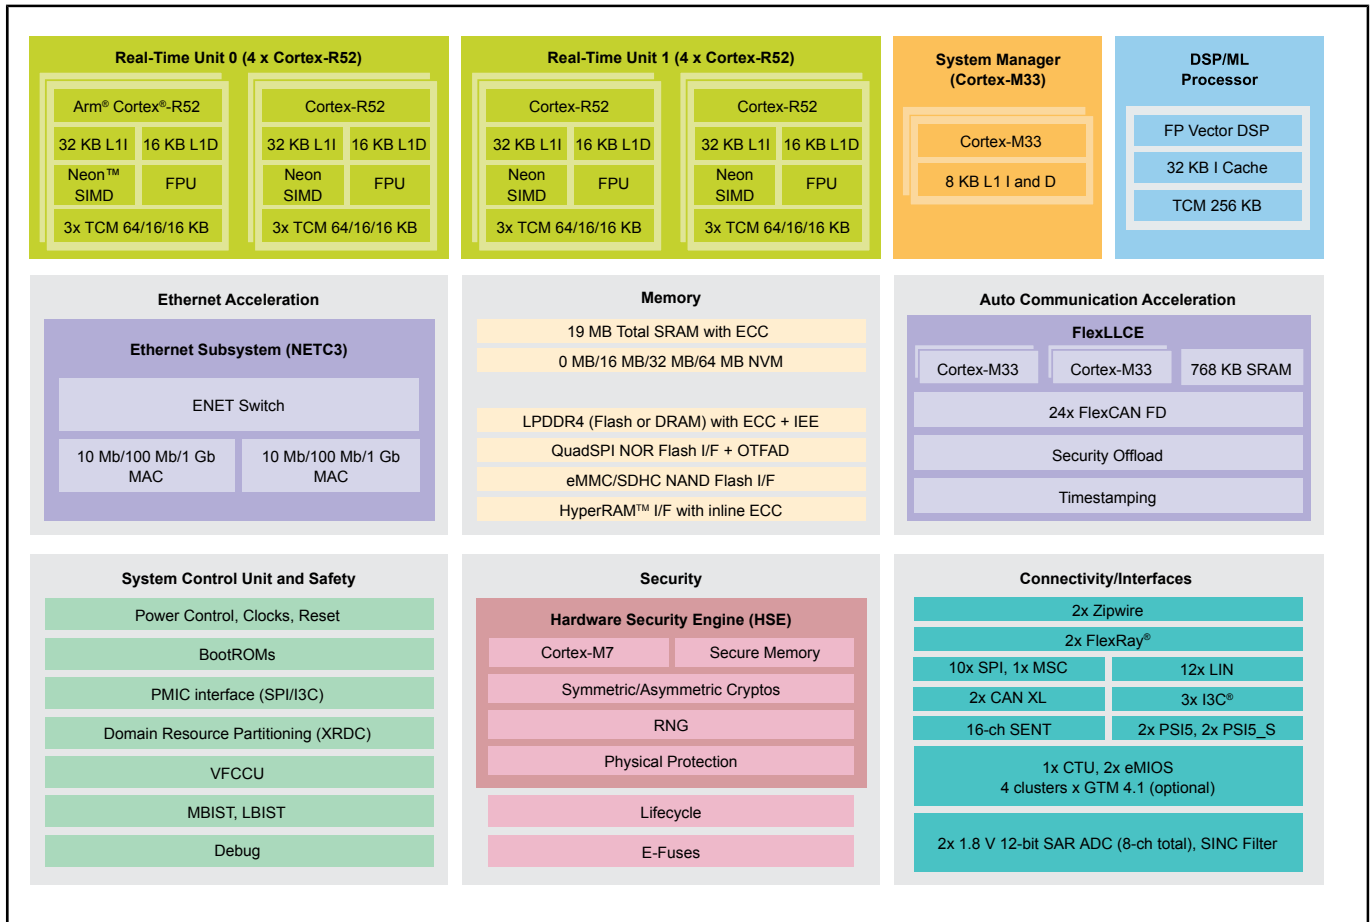 Real-Time Unit 0 (4 x Cortex-R52)
Arm® Cortex®-R52
32 KB L1I
16 KB L1D
Neon™
SIMD
FPU
3x TCM 64/16/16 KB
Cortex-R52
32 KB L1I
16 KB L1D
Neon
SIMD
FPU
3x TCM 64/16/16 KB
Real-Time Unit 1 (4 x Cortex-R52)
Cortex-R52
32 KB L1I
16 KB L1D
Neon
SIMD
FPU
3x TCM 64/16/16 KB
Cortex-R52
32 KB L1I
16 KB L1D
Neon
SIMD
FPU
3x TCM 64/16/16 KB
System Manager
(Cortex-M33)
Cortex-M33
8 KB L1 I and D
DSP/ML
Processor
FP Vector DSP
32 KB I Cache
TCM 256 KB
Ethernet Acceleration
Ethernet Subsystem (NETC3)
ENET Switch
10 Mb/100 Mb/1 Gb
MAC
10 Mb/100 Mb/1 Gb
MAC
Memory
19 MB Total SRAM with ECC
0 MB/16 MB/32 MB/64 MB NVM
LPDDR4 (Flash or DRAM) with ECC + IEE
QuadSPI NOR Flash I/F + OTFAD
eMMC/SDHC NAND Flash I/F
HyperRAM™ I/F with inline ECC
Auto Communication Acceleration
FlexLLCE
Cortex-M33
Cortex-M33
768 KB SRAM
24x FlexCAN FD
Security Offload
Timestamping
System Control Unit and Safety
Power Control, Clocks, Reset
BootROMs
PMIC interface (SPI/I3C)
Domain Resource Partitioning (XRDC)
VFCCU
MBIST, LBIST
Debug
Security
Hardware Security Engine (HSE)
Cortex-M7
Secure Memory
Symmetric/Asymmetric Cryptos
RNG
Physical Protection
Lifecycle
E-Fuses
Connectivity/Interfaces
2x Zipwire
2x FlexRay®
10x SPI, 1x MSC
12x LIN
2x CAN XL
3x I3C®
16-ch SENT
2x PSI5, 2x PSI5_S
1x CTU, 2x eMIOS
4 clusters x GTM 4.1 (optional)
2x 1.8 V 12-bit SAR ADC (8-ch total), SINC Filter